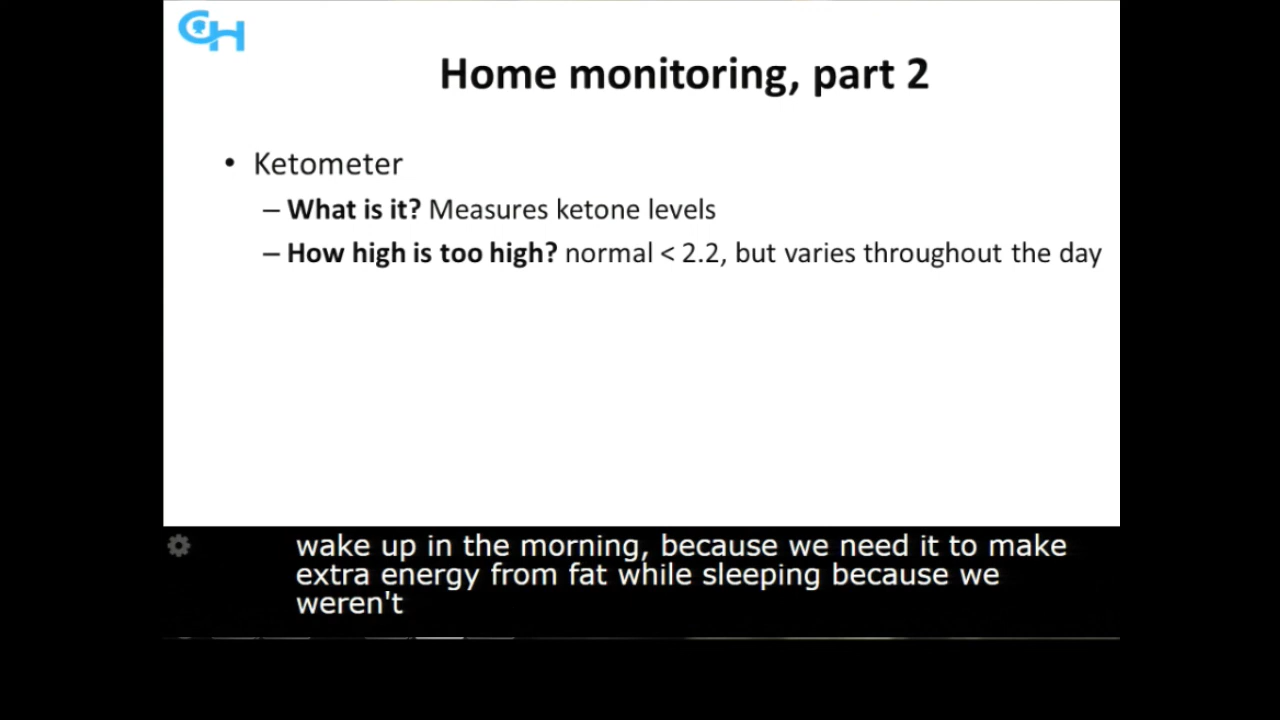 CH
Home monitoring, part 2
• Ketometer
– What is it? Measures ketone levels
– How high is too high? normal < 2.2, but varies throughout the day
wake up in the morning, because we need it to make
extra energy from fat while sleeping because we
weren't